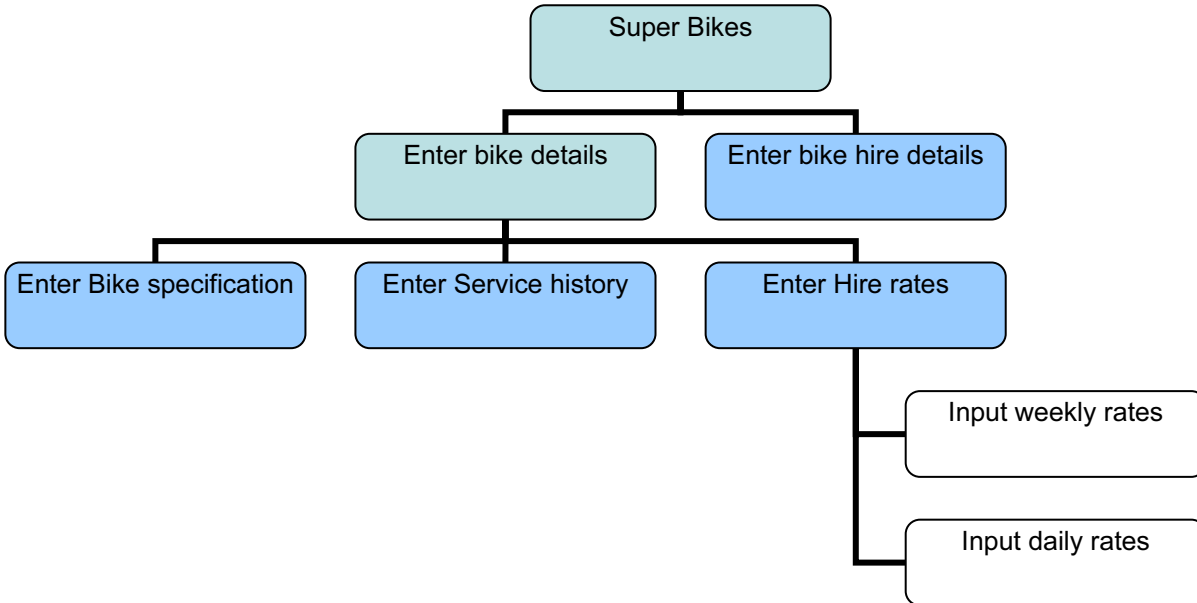 Super Bikes
Enter bike details
Enter bike hire details
Enter Bike specification
Enter Service history
Enter Hire rates
Input weekly rates
Input daily rates